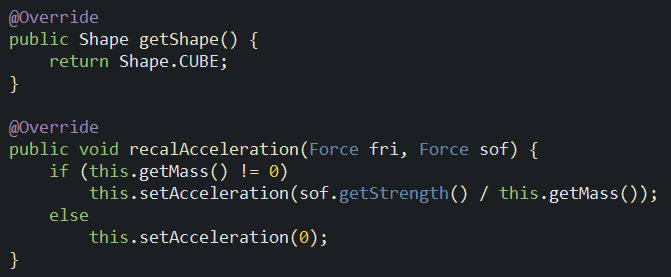 @Override
public Shape getShape() {
    return Shape.CUBE;
}

@Override
public void recalAcceleration(Force fri, Force sof) {
    if (this.getMass() != 0)
        this.setAcceleration(sof.getStrength() / this.getMass());
    else
        this.setAcceleration(0);
}